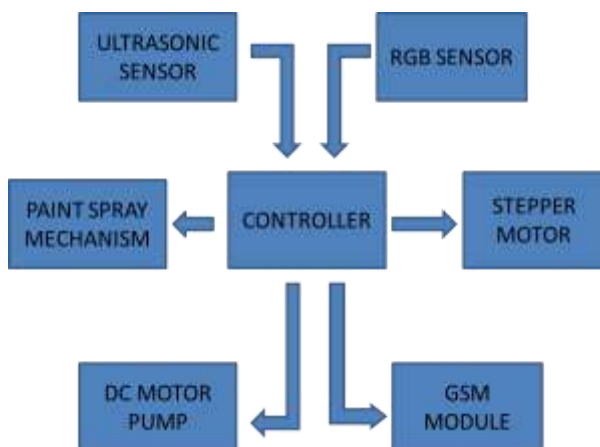 ULTRASONIC
SENSOR
RGB SENSOR
PAINT SPRAY
MECHANISM
CONTROLLER
STEPPER
MOTOR
DC MOTOR
PUMP
GSM
MODULE